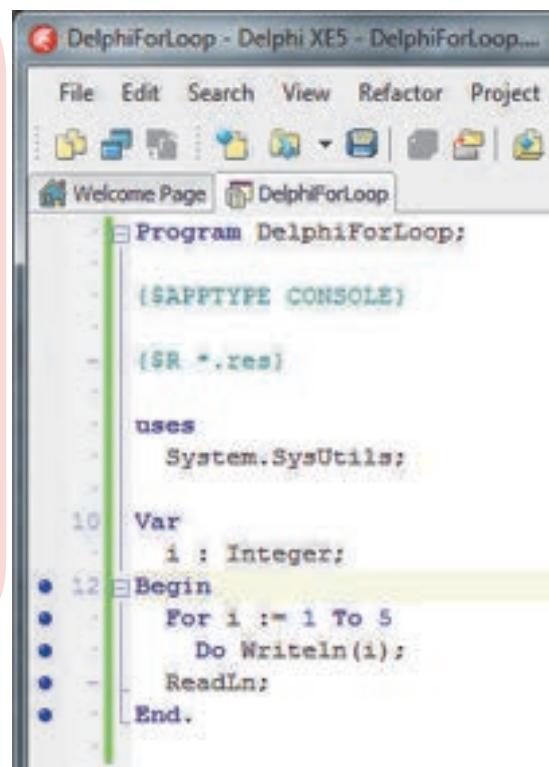 DelphiForLoop - Delphi XE5 - DelphiForLoop....
File Edit Search View Refactor Project
Welcome Page DelphiForLoop
Program DelphiForLoop;
{$APPTYPE CONSOLE}
{$R *.res}
uses
System.SysUtils;
10 Var
i : Integer;
12 Begin
For i := 1 To 5
Do Writeln(i);
ReadLn;
End.